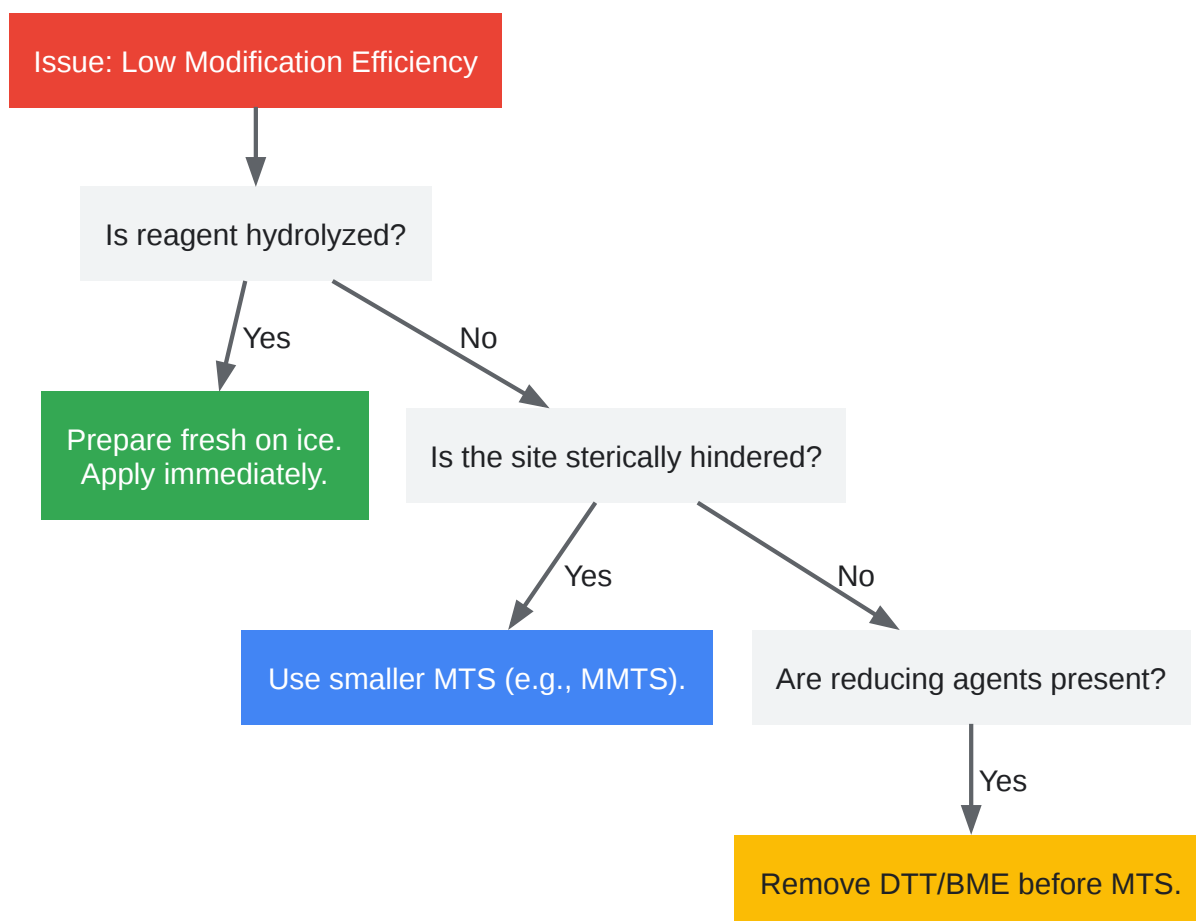 Issue: Low Modification Efficiency
Is reagent hydrolyzed?
Yes
No
Prepare fresh on ice.
Apply immediately.
Is the site sterically hindered?
Yes
No
Use smaller MTS (e.g., MMTS).
Are reducing agents present?
Yes
Remove DTT/BME before MTS.